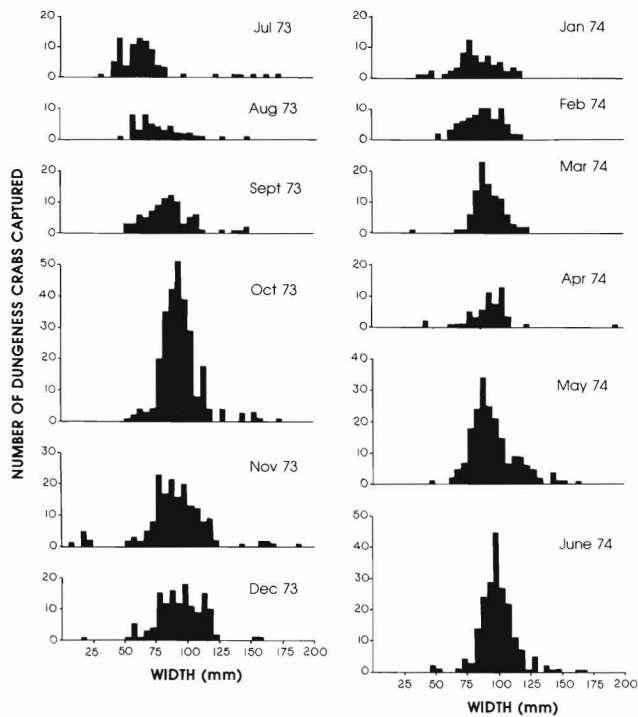 NUMBER OF DUNGENESS CRABS CAPTURED
Jul 73
20
10
0
Aug 73
10
0
Sept 73
20
10
0
Oct 73
50
40
30
20
10
0
Nov 73
30
20
10
0
Dec 73
20
10
0
25 50 75 100 125 150 175 200
WIDTH (mm)
Jan 74
20
10
0
Feb 74
10
0
Mar 74
20
10
0
Apr 74
20
10
0
May 74
40
30
20
10
0
June 74
50
40
30
20
10
0
25 50 75 100 125 150 175 200
WIDTH (mm)